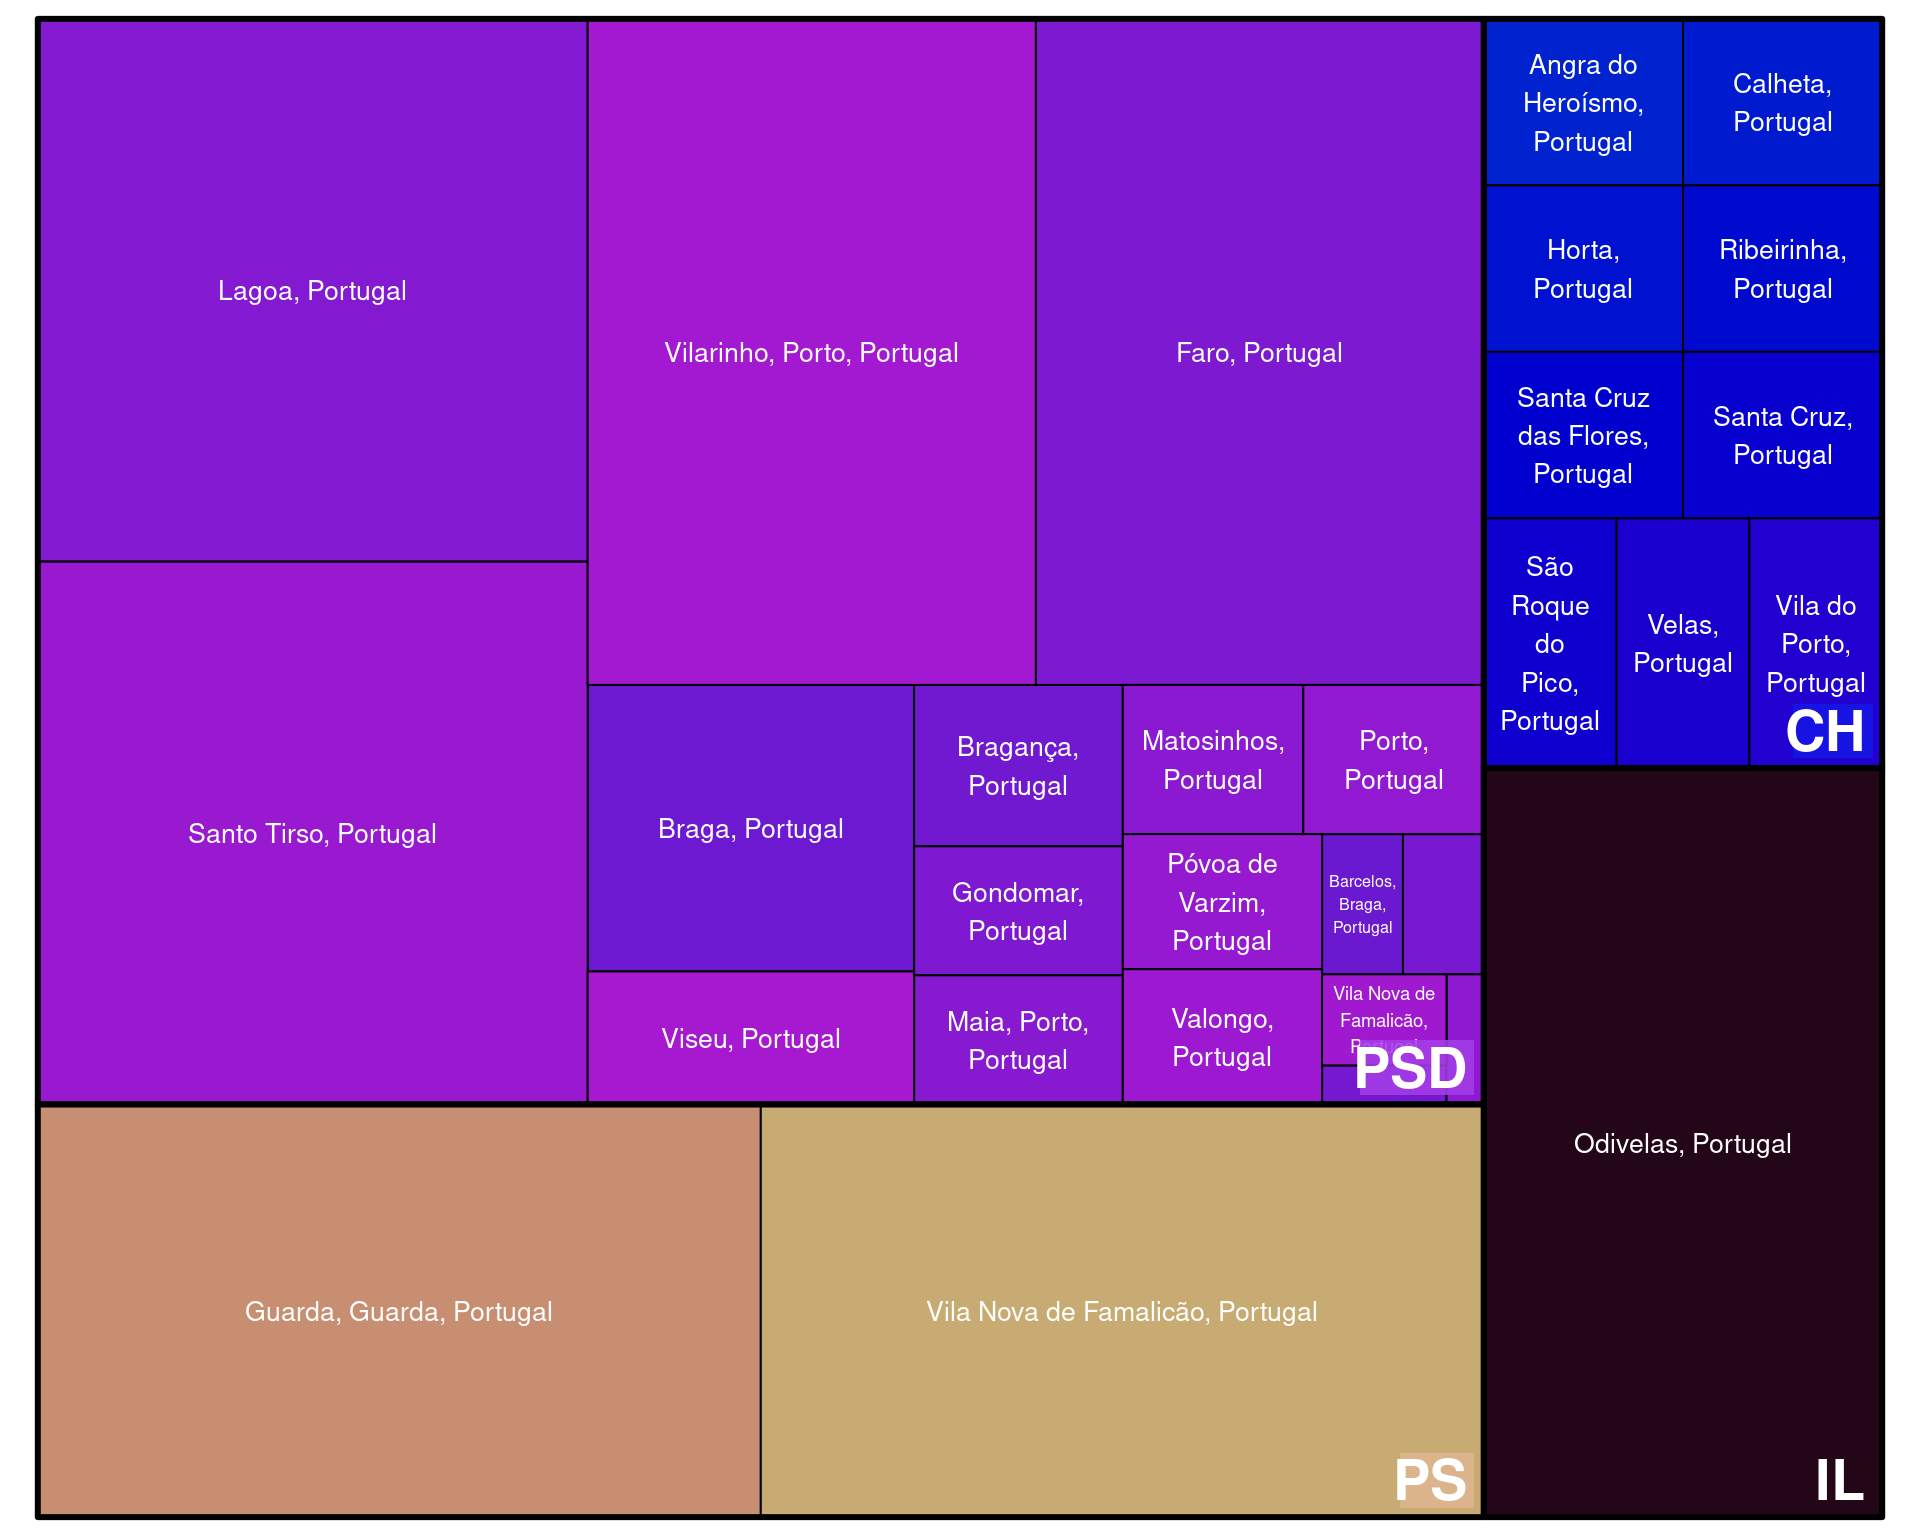 Lagoa, Portugal
Vilarinho, Porto, Portugal
Faro, Portugal
Santo Tirso, Portugal
Braga, Portugal
Viseu, Portugal
Bragança,
Portugal
Gondomar,
Portugal
Maia, Porto,
Portugal
Matosinhos,
Portugal
Porto,
Portugal
Póvoa de
Varzim,
Portugal
Valongo,
Portugal
Barcelos,
Braga,
Portugal
Vila Nova de
Famalicão,
Portugal
PSD
Guarda, Guarda, Portugal
Vila Nova de Famalicão, Portugal
PS
Angra do
Heroísmo,
Portugal
Calheta,
Portugal
Horta,
Portugal
Ribeirinha,
Portugal
Santa Cruz
das Flores,
Portugal
Santa Cruz,
Portugal
São
Roque
do
Pico,
Portugal
Velas,
Portugal
Vila do
Porto,
Portugal
CH
Odivelas, Portugal
IL